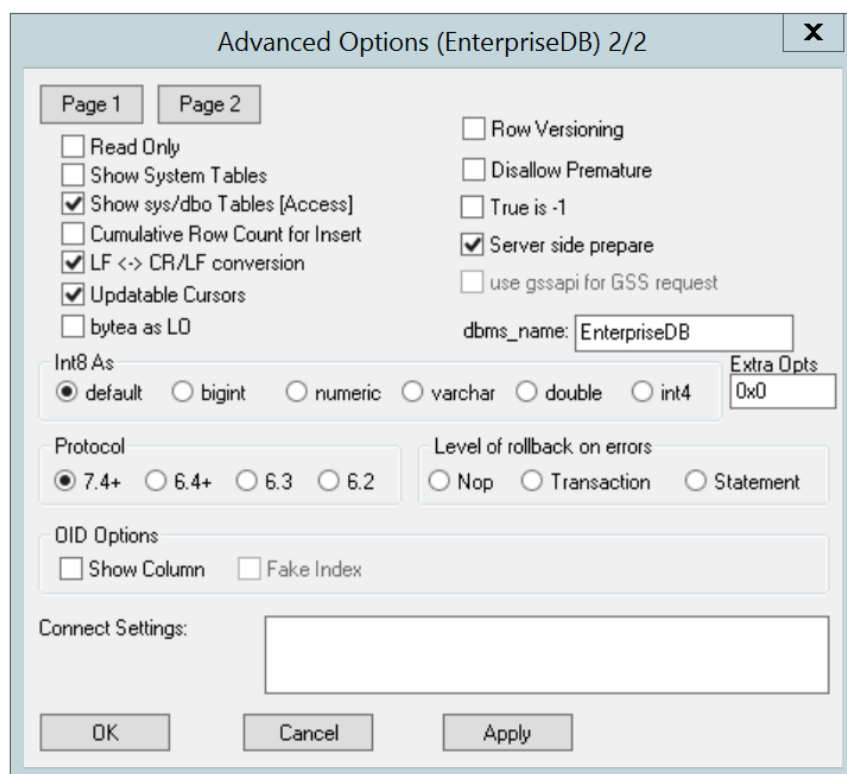 Advanced Options (EnterpriseDB) 2/2
X
Page 1 Page 2
Read Only
Show System Tables
Show sys/dbo Tables [Access]
Cumulative Row Count for Insert
LF <-> CR/LF conversion
Updatable Cursors
bytea as LO
Row Versioning
Disallow Premature
True is -1
Server side prepare
use gssapi for GSS request
dbms_name: EnterpriseDB
Int8 As
default bigint numeric varchar double int4
Extra Opts
0x0
Protocol
7.4+ 6.4+ 6.3 6.2
Level of rollback on errors
Nop Transaction Statement
OID Options
Show Column Fake Index
Connect Settings:
OK Cancel Apply